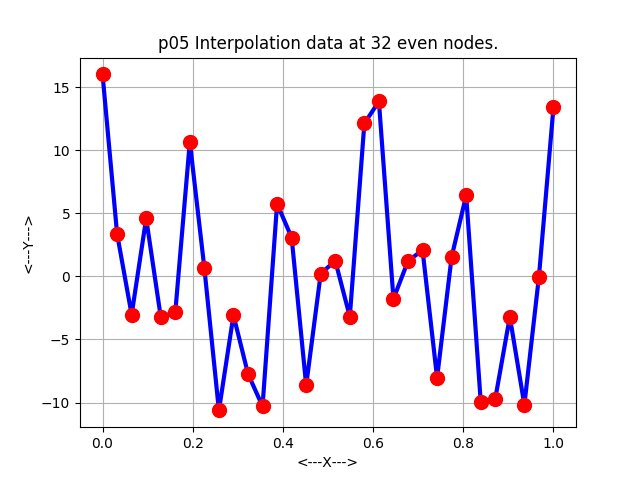 p05 Interpolation data at 32 even nodes.
15
10
5
0
−5
−10
<---Y--->
0.0 0.2 0.4 0.6 0.8 1.0
<---X--->